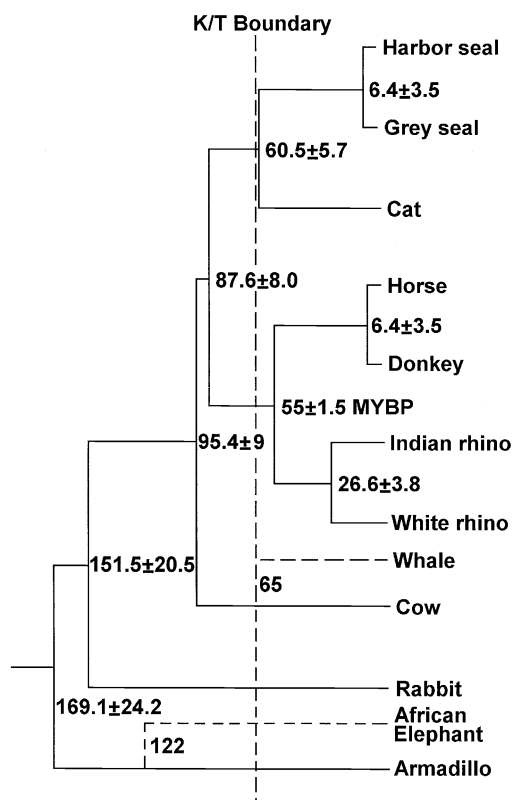 K/T Boundary
Harbor seal
6.4±3.5
Grey seal
60.5±5.7
Cat
87.6±8.0
Horse
6.4±3.5
Donkey
55±1.5 MYBP
95.4±9
Indian rhino
26.6±3.8
White rhino
151.5±20.5
Whale
65
Cow
Rabbit
169.1±24.2
African
Elephant
122
Armadillo